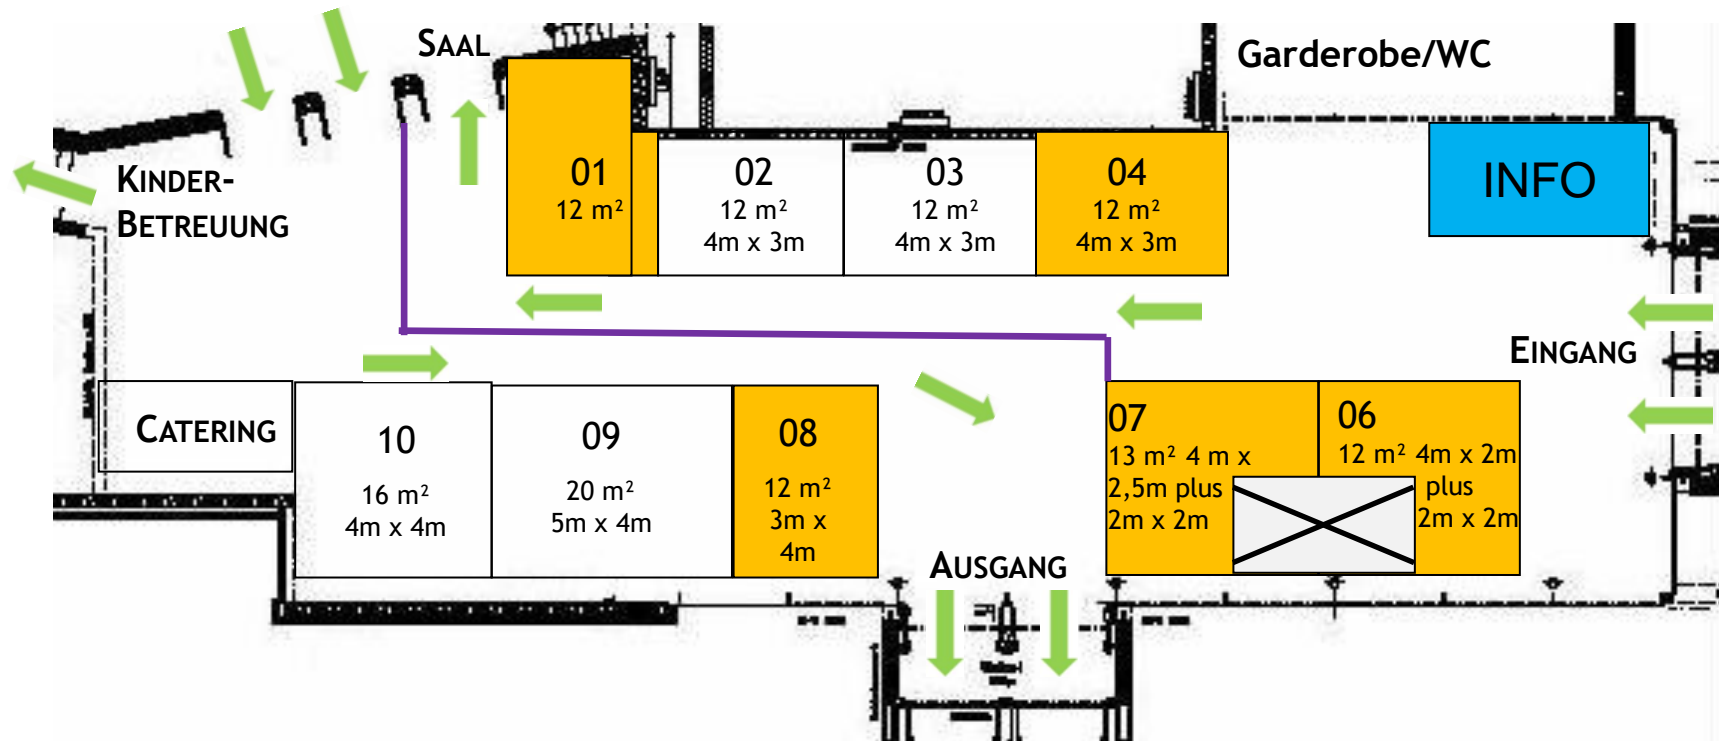 SAAL
Garderobe/WC
KINDER-
BETREUUNG
01
12 m²
02
12 m²
4m x 3m
03
12 m²
4m x 3m
04
12 m²
4m x 3m
INFO
EINGANG
CATERING
10
16 m²
4m x 4m
09
20 m²
5m x 4m
08
12 m²
3m x
4m
07
13 m² 4 m x
2,5m plus
2m x 2m
06
12 m² 4m x 2m
plus
2m x 2m
AUSGANG